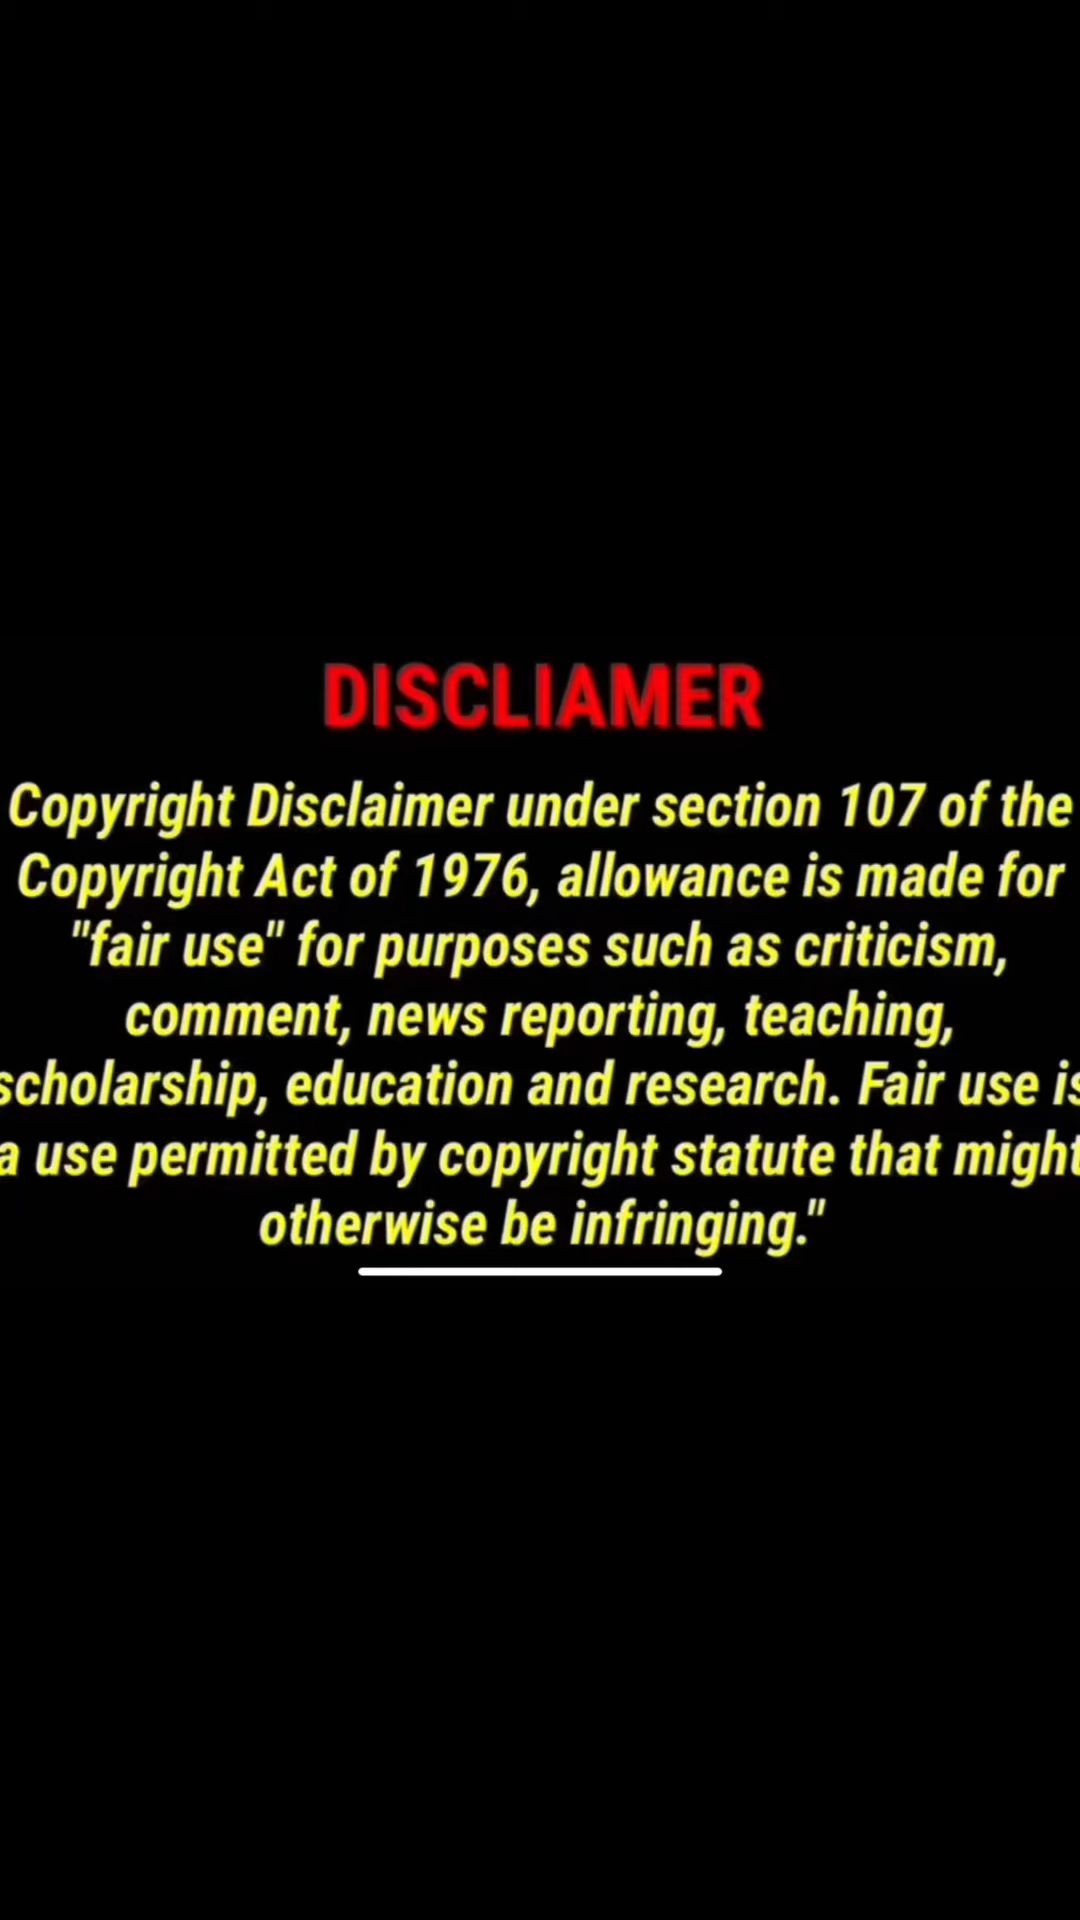 DISCLIAMER
Copyright Disclaimer under section 107 of the
Copyright Act of 1976, allowance is made for
"fair use" for purposes such as criticism,
comment, news reporting, teaching,
scholarship, education and research. Fair use is
a use permitted by copyright statute that might
otherwise be infringing."